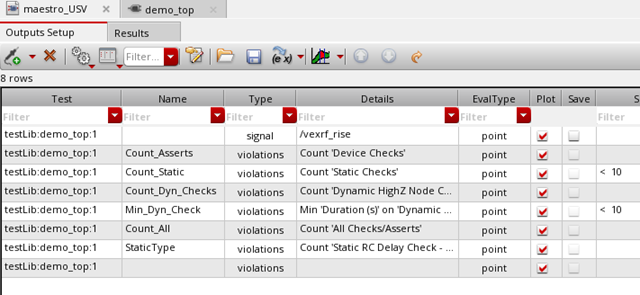 maestro_USV
demo_top
Outputs Setup
Results
Filter...
(e x)
8 rows
Test Name Type Details EvalType Plot Save S
Filter Filter Filter Filter Filter Filter
testLib:demo_top:1 signal /vexrf_rise point
testLib:demo_top:1 Count_Asserts violations Count 'Device Checks' point
testLib:demo_top:1 Count_Static violations Count 'Static Checks' point < 10
testLib:demo_top:1 Count_Dyn_Checks violations Count 'Dynamic HighZ Node C... point
testLib:demo_top:1 Min_Dyn_Check violations Min 'Duration (s)' on 'Dynamic ... point < 10
testLib:demo_top:1 Count_All violations Count 'All Checks/Asserts' point
testLib:demo_top:1 StaticType violations Count 'Static RC Delay Check - ... point
testLib:demo_top:1 violations point